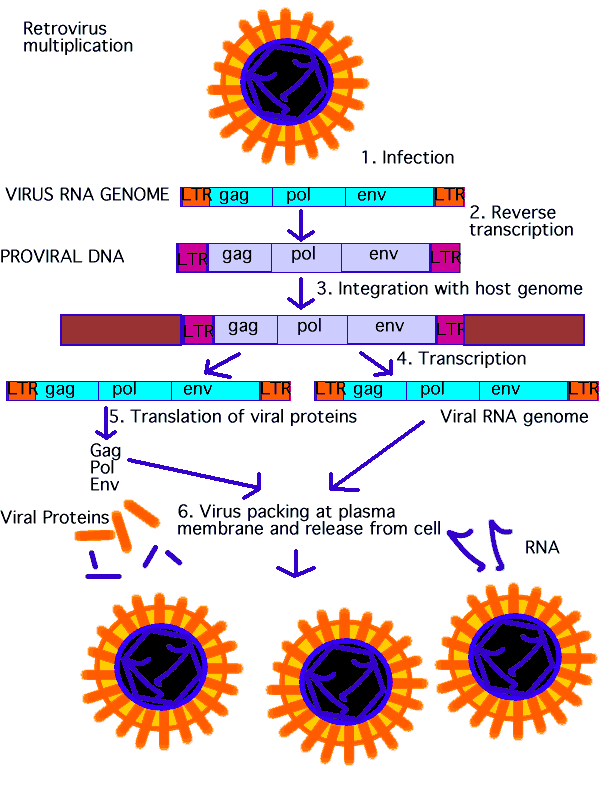 Retrovirus
multiplication
1. Infection
VIRUS RNA GENOME LTR gag pol env LTR
2. Reverse
transcription
PROVIRAL DNA LTR gag pol env LTR
3. Integration with host genome
LTR gag pol env LTR
4. Transcription
LTR gag pol env LTR LTR gag pol env LTR
5. Translation of viral proteins Viral RNA genome
Gag
Pol
Env
Viral Proteins
6. Virus packing at plasma
membrane and release from cell
RNA